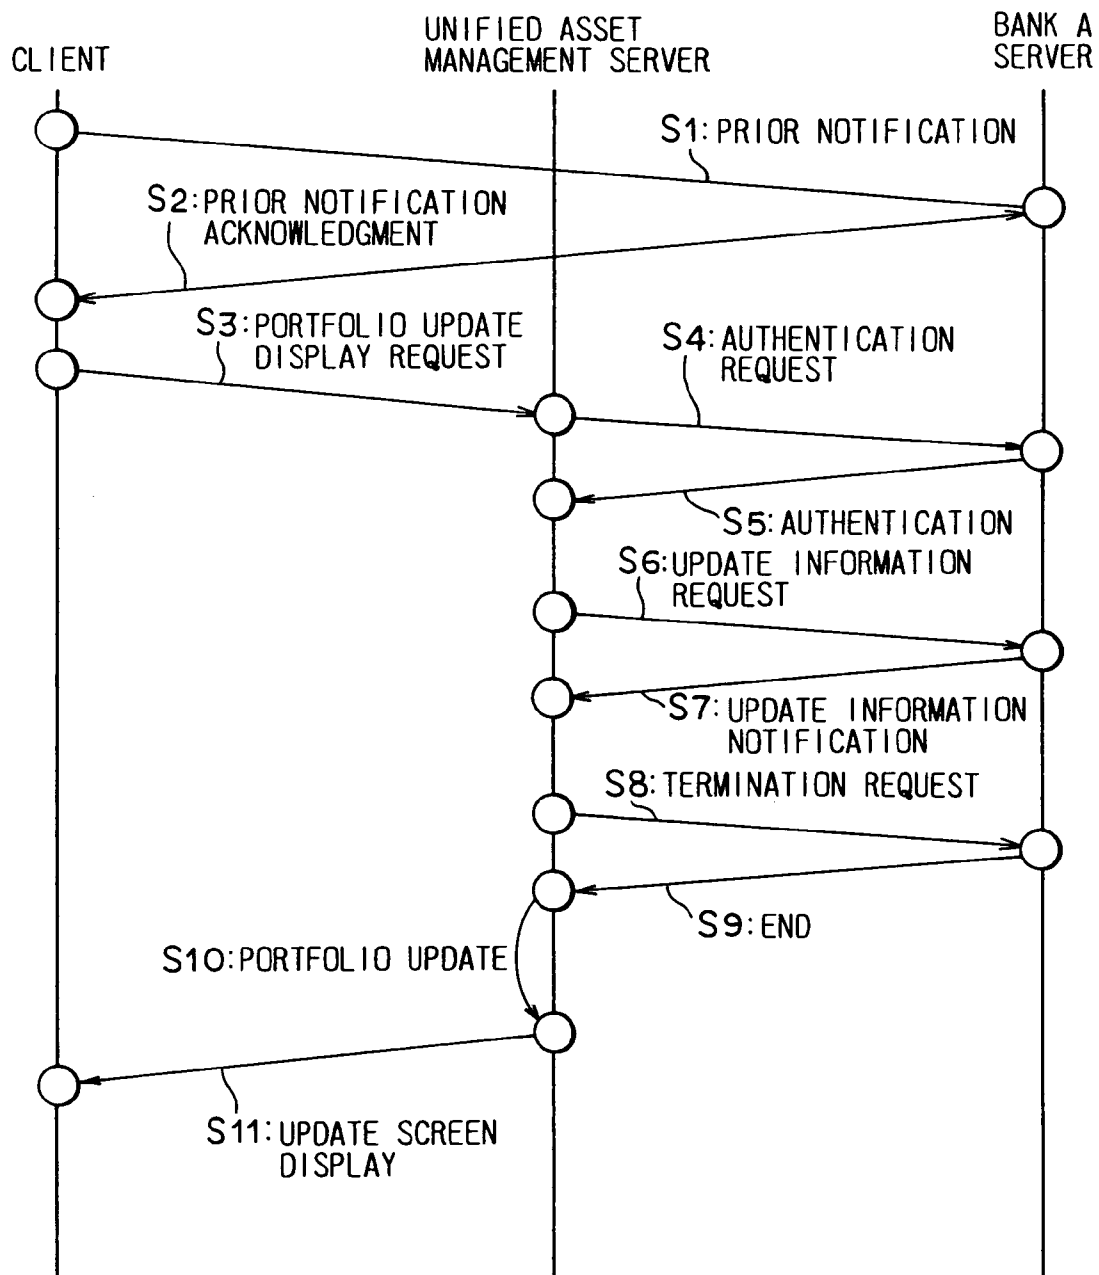 CLIENT
UNIFIED ASSET
MANAGEMENT SERVER
BANK A
SERVER
S1: PRIOR NOTIFICATION
S2: PRIOR NOTIFICATION
ACKNOWLEDGMENT
S3: PORTFOLIO UPDATE
DISPLAY REQUEST
S4: AUTHENTICATION
REQUEST
S5: AUTHENTICATION
S6: UPDATE INFORMATION
REQUEST
S7: UPDATE INFORMATION
NOTIFICATION
S8: TERMINATION REQUEST
S9: END
S10: PORTFOLIO UPDATE
S11: UPDATE SCREEN
DISPLAY